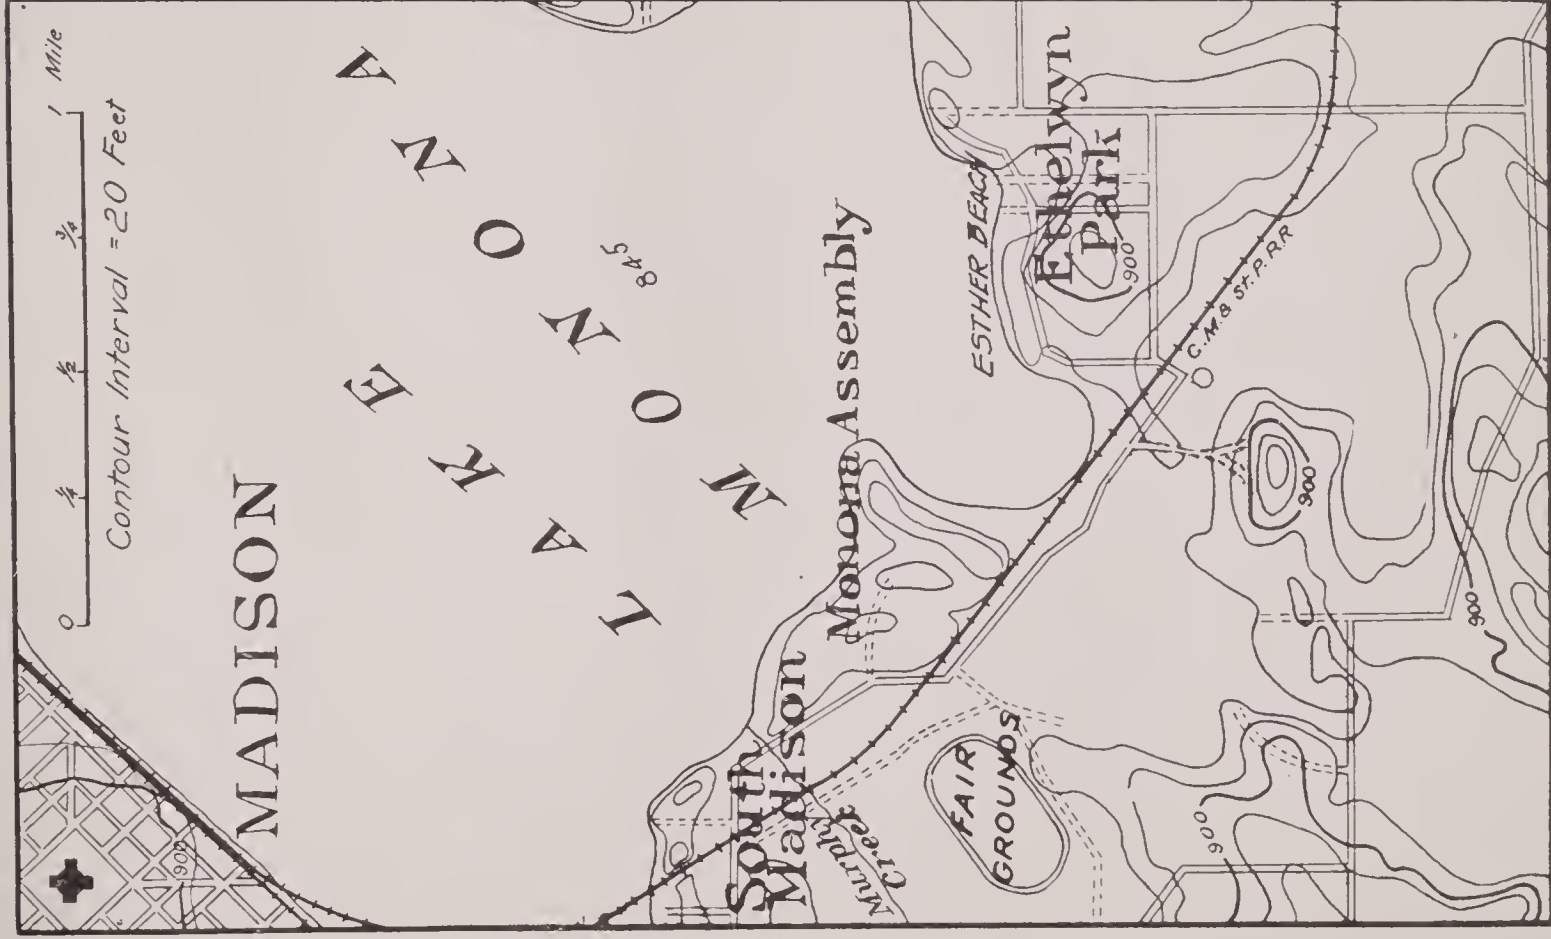 0 1/4 1/2 3/4 1 Mile
Contour Interval = 20 Feet
MADISON
900
LAKE
MONONA
845
Monona Assembly
South
Madison
Murphy
Creek
FAIR
GROUNDS
ESTHER BEACH
Ethelwyn
Park
900
C.M. & St. P. R.R
900
900
900